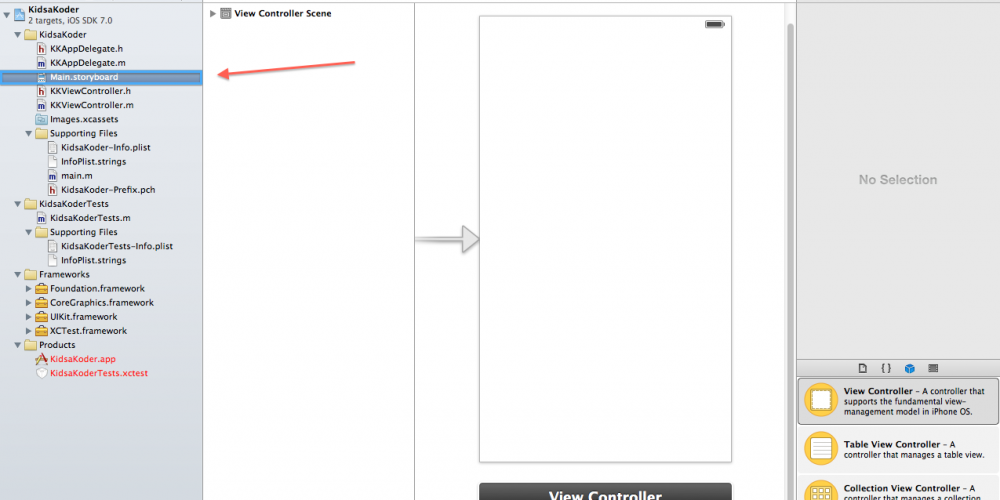 KidsaKoder
2 targets, iOS SDK 7.0
KidsaKoder
KKAppDelegate.h
KKAppDelegate.m
Main.storyboard
KKViewController.h
KKViewController.m
Images.xcassets
Supporting Files
KidsaKoder-Info.plist
InfoPlist.strings
main.m
KidsaKoder-Prefix.pch
KidsaKoderTests
KidsaKoderTests.m
Supporting Files
KidsaKoderTests-Info.plist
InfoPlist.strings
Frameworks
Foundation.framework
CoreGraphics.framework
UIKit.framework
XCTest.framework
Products
KidsaKoder.app
KidsaKoderTests.xctest
View Controller Scene
View Controller
No Selection
View Controller - A controller that
supports the fundamental view-
management model in iPhone OS.
Table View Controller - A
controller that manages a table view.
Collection View Controller - A
controller that manages a collection